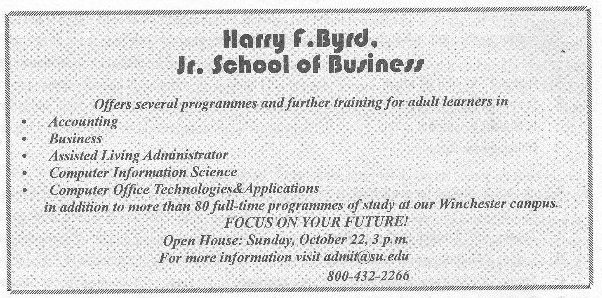 Harry F.Byrd,
Jr. School of Business
Offers several programmes and further training for adult learners in
• Accounting
• Business
• Assisted Living Administrator
• Computer Information Science
• Computer Office Technologies&Applications
in addition to more than 80 full-time programmes of study at our Winchester campus.
FOCUS ON YOUR FUTURE!
Open House: Sunday, October 22, 3 p.m.
For more information visit admit@su.edu
800-432-2266